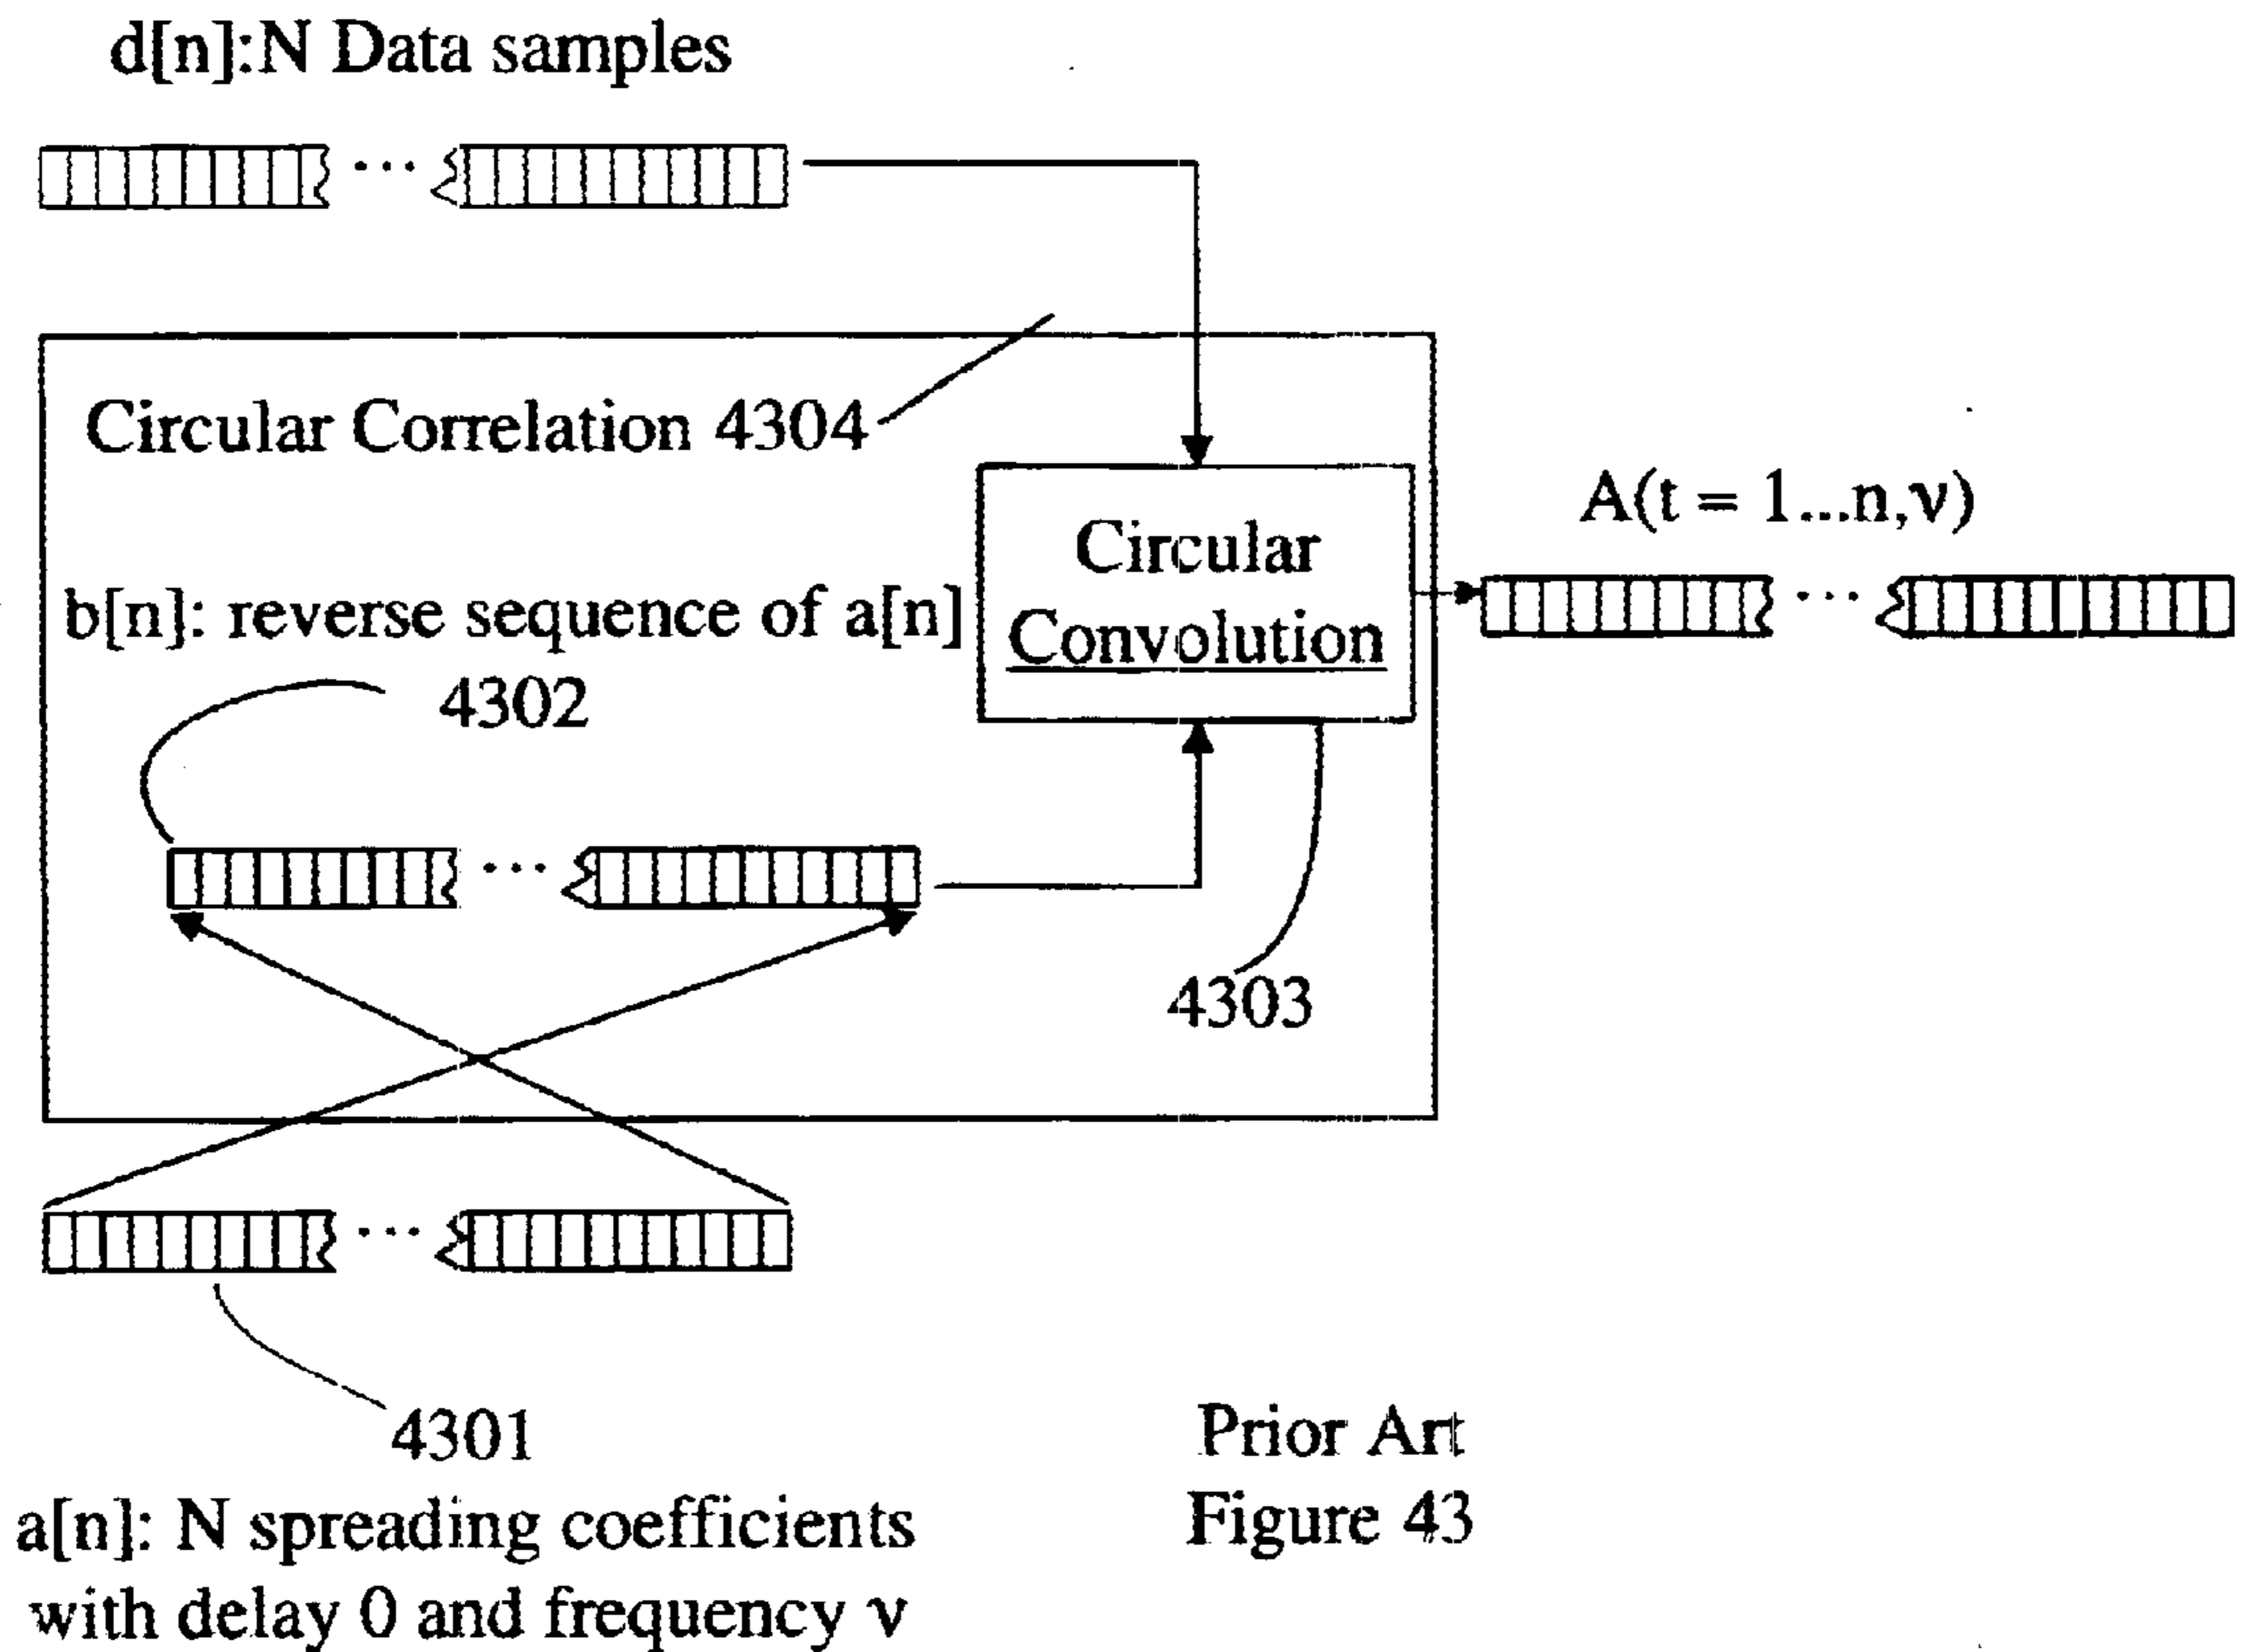 d[n]:N Data samples
Circular Correlation 4304
A(t = 1...n,ν)
Circular
Convolution
b[n]: reverse sequence of a[n]
4302
4303
4301
a[n]: N spreading coefficients
with delay 0 and frequency ν
Prior Art
Figure 43